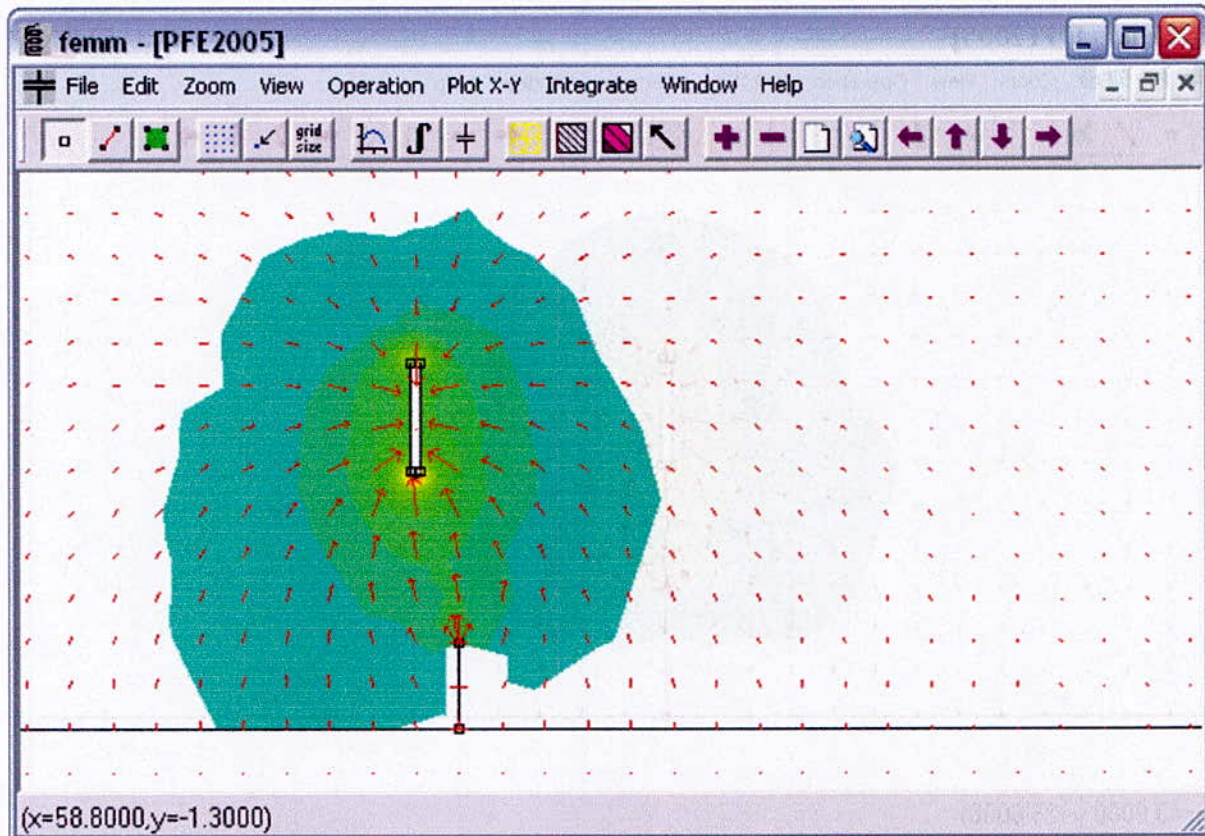 femm - [PFE2005]
File Edit Zoom View Operation Plot X-Y Integrate Window Help
grid size
(x=58.8000,y=-1.3000)